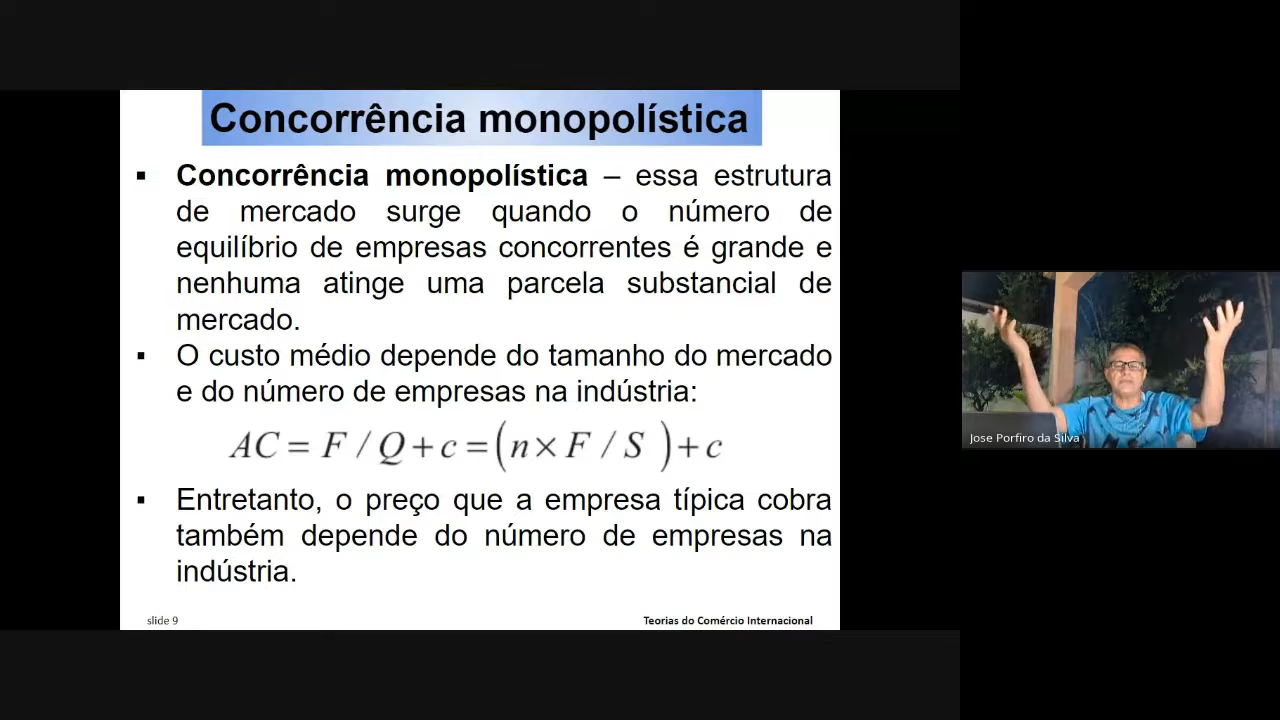 Concorrência monopolística
▪ Concorrência monopolística – essa estrutura
de mercado surge quando o número de
equilíbrio de empresas concorrentes é grande e
nenhuma atinge uma parcela substancial de
mercado.
▪ O custo médio depende do tamanho do mercado
e do número de empresas na indústria:
AC = F / Q + c = (n × F / S ) + c
▪ Entretanto, o preço que a empresa típica cobra
também depende do número de empresas na
indústria.
slide 9
Teorias do Comércio Internacional
Jose Porfiro da Silva